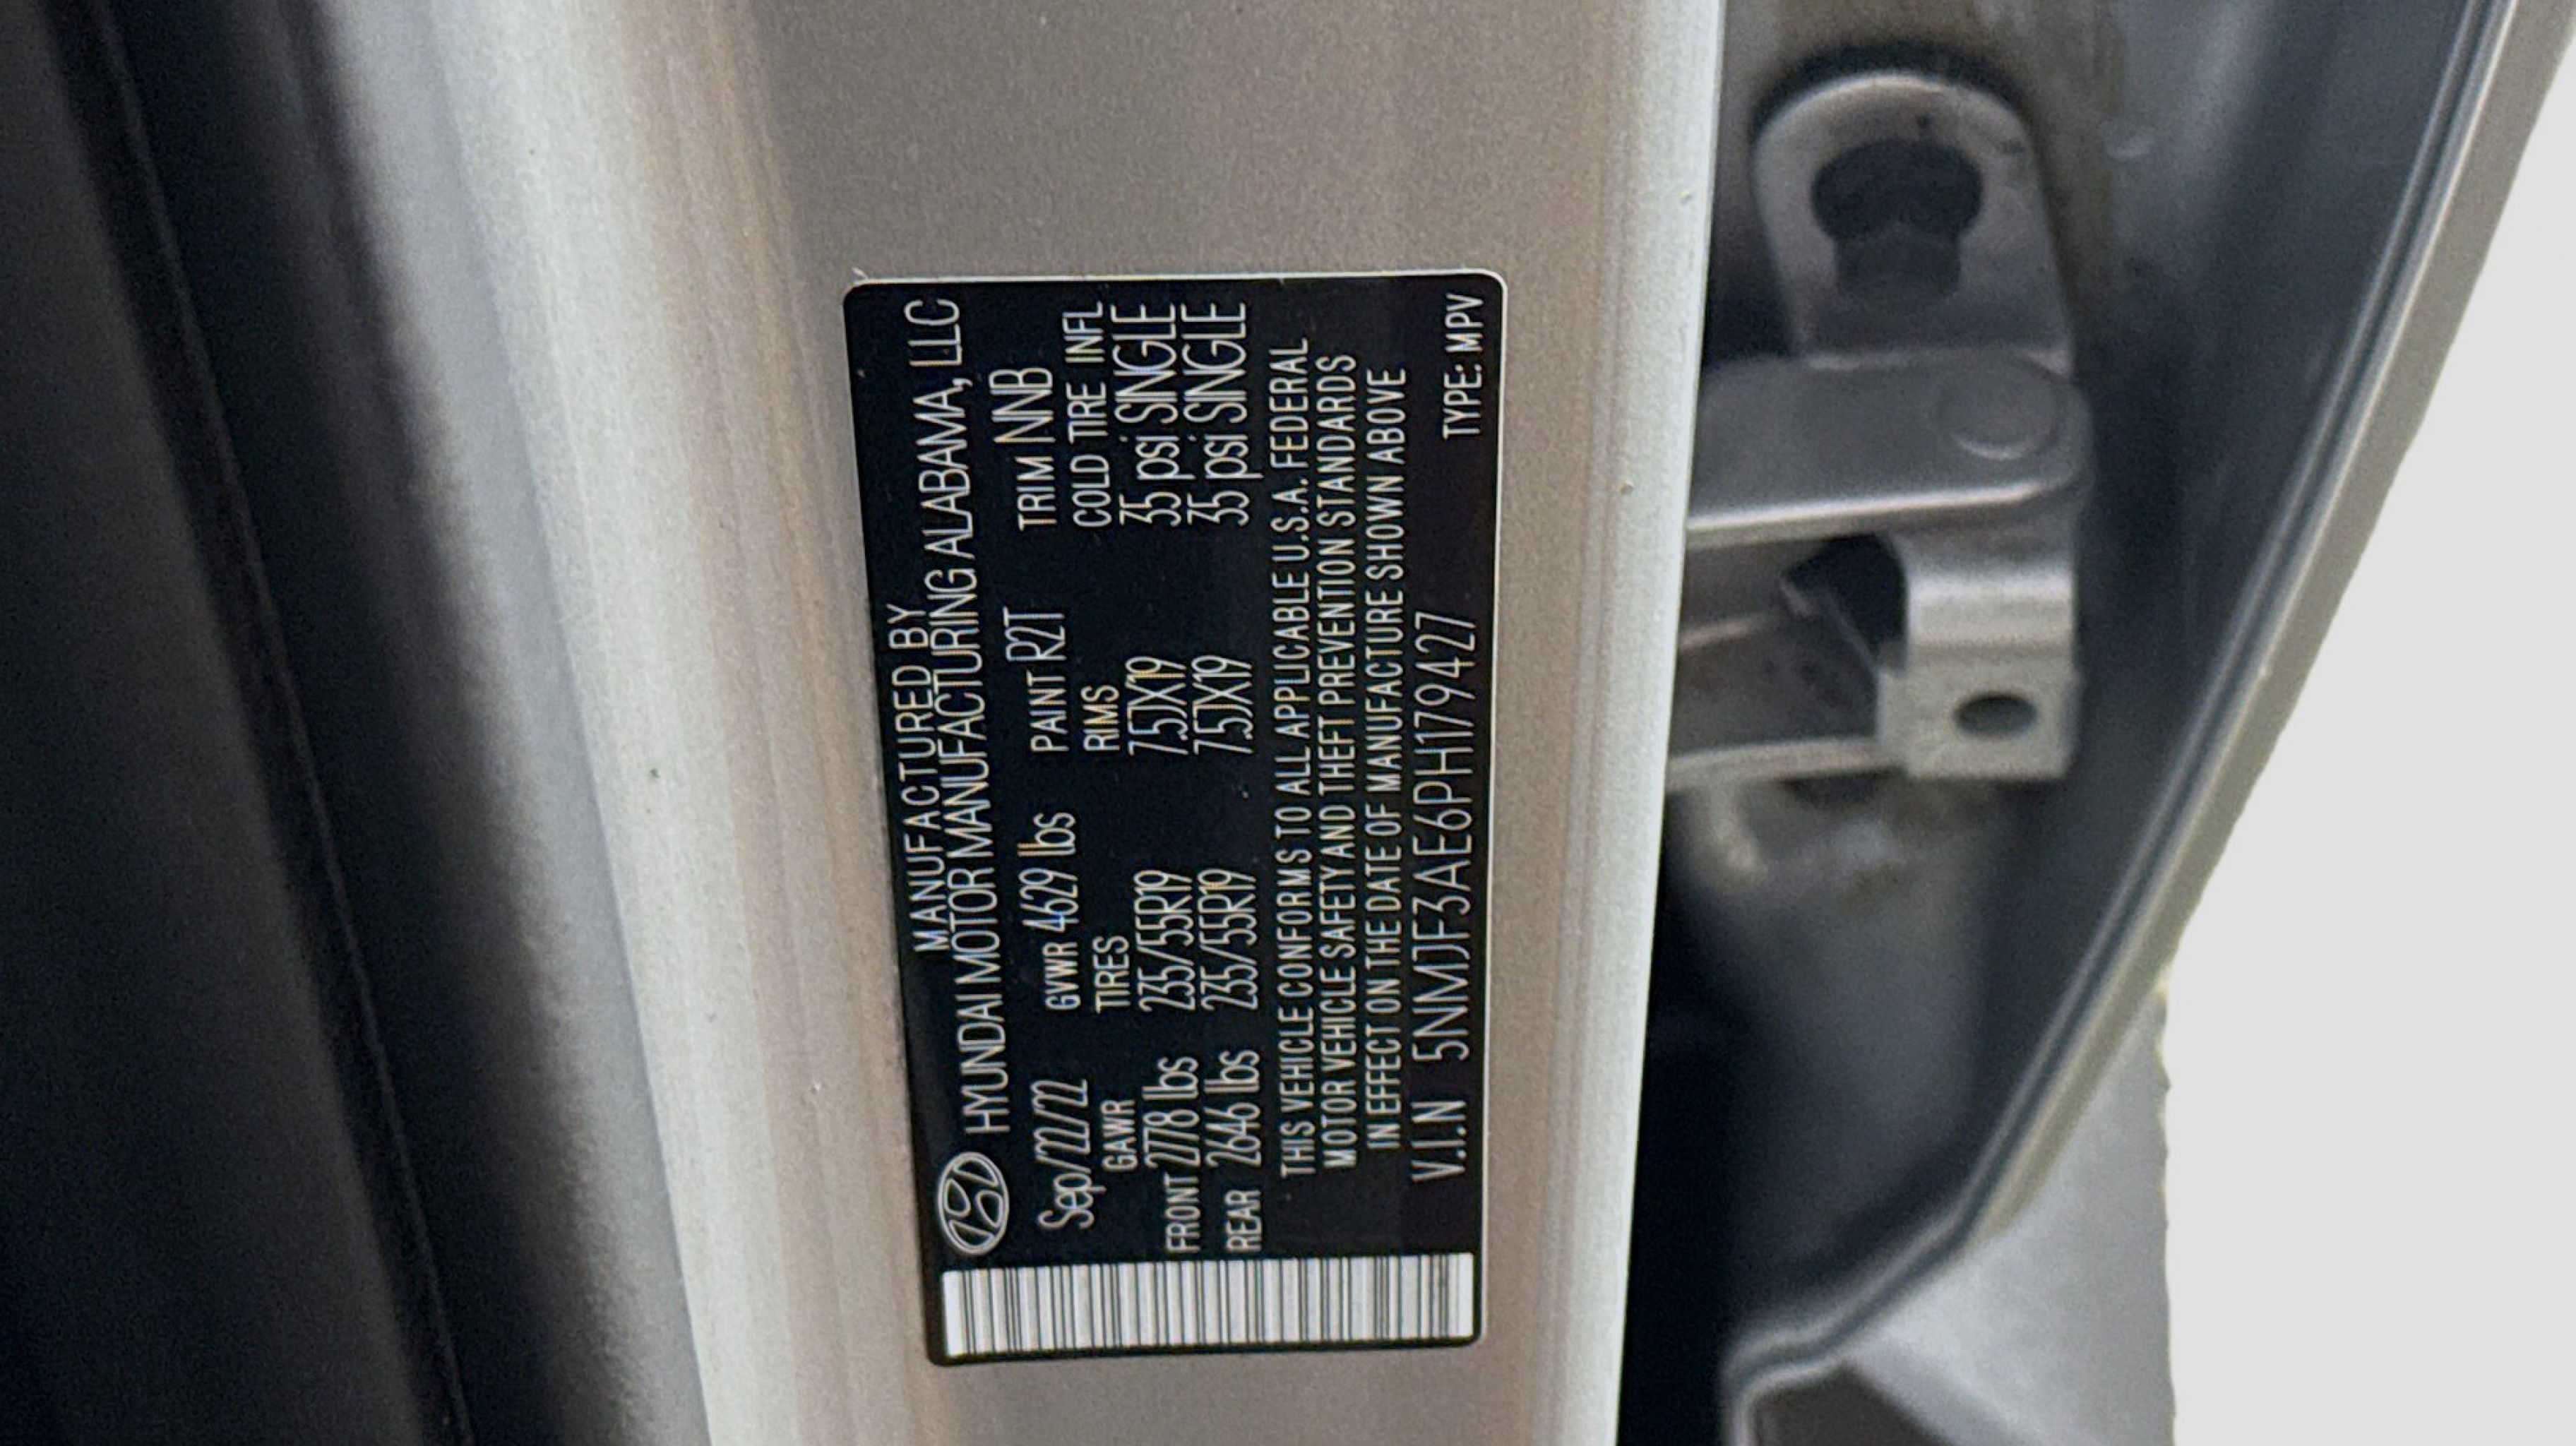 MANUFACTURED BY
HYUNDAI MOTOR MANUFACTURING ALABAMA, LLC
Sep/22/22 GVWR 4629 lbs PAINT R2T TRIM NNB
GAWR TIRES RIMS COLD TIRE INFL
FRONT 2778 lbs 235/55R19 7.5JX19 35 psi SINGLE
REAR 2646 lbs 235/55R19 7.5JX19 35 psi SINGLE
THIS VEHICLE CONFORMS TO ALL APPLICABLE U.S.A. FEDERAL
MOTOR VEHICLE SAFETY AND THEFT PREVENTION STANDARDS
IN EFFECT ON THE DATE OF MANUFACTURE SHOWN ABOVE
V.I.N 5NMJF3AE6PH179427 TYPE: MPV